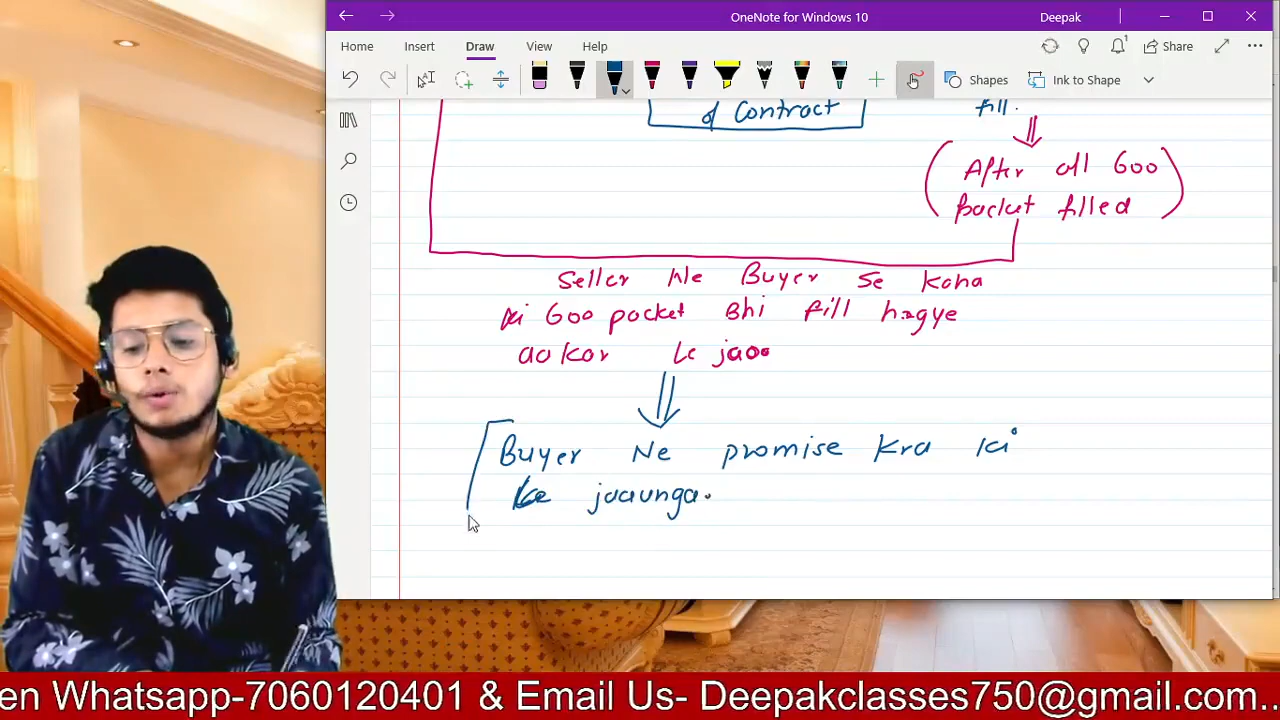 OneNote for Windows 10
Deepak
Home Insert Draw View Help
Share
Shapes
Ink to Shape
of Contract
fill.
After all 600
packet filled
Seller Ne Buyer Se Kaha
Ki 600 packet Bhi fill hogye
aakar le jaoo
Buyer Ne promise Kra Ki
le jaaunga.
en Whatsapp-7060120401 & Email Us- Deepakclasses750@gmail.com..